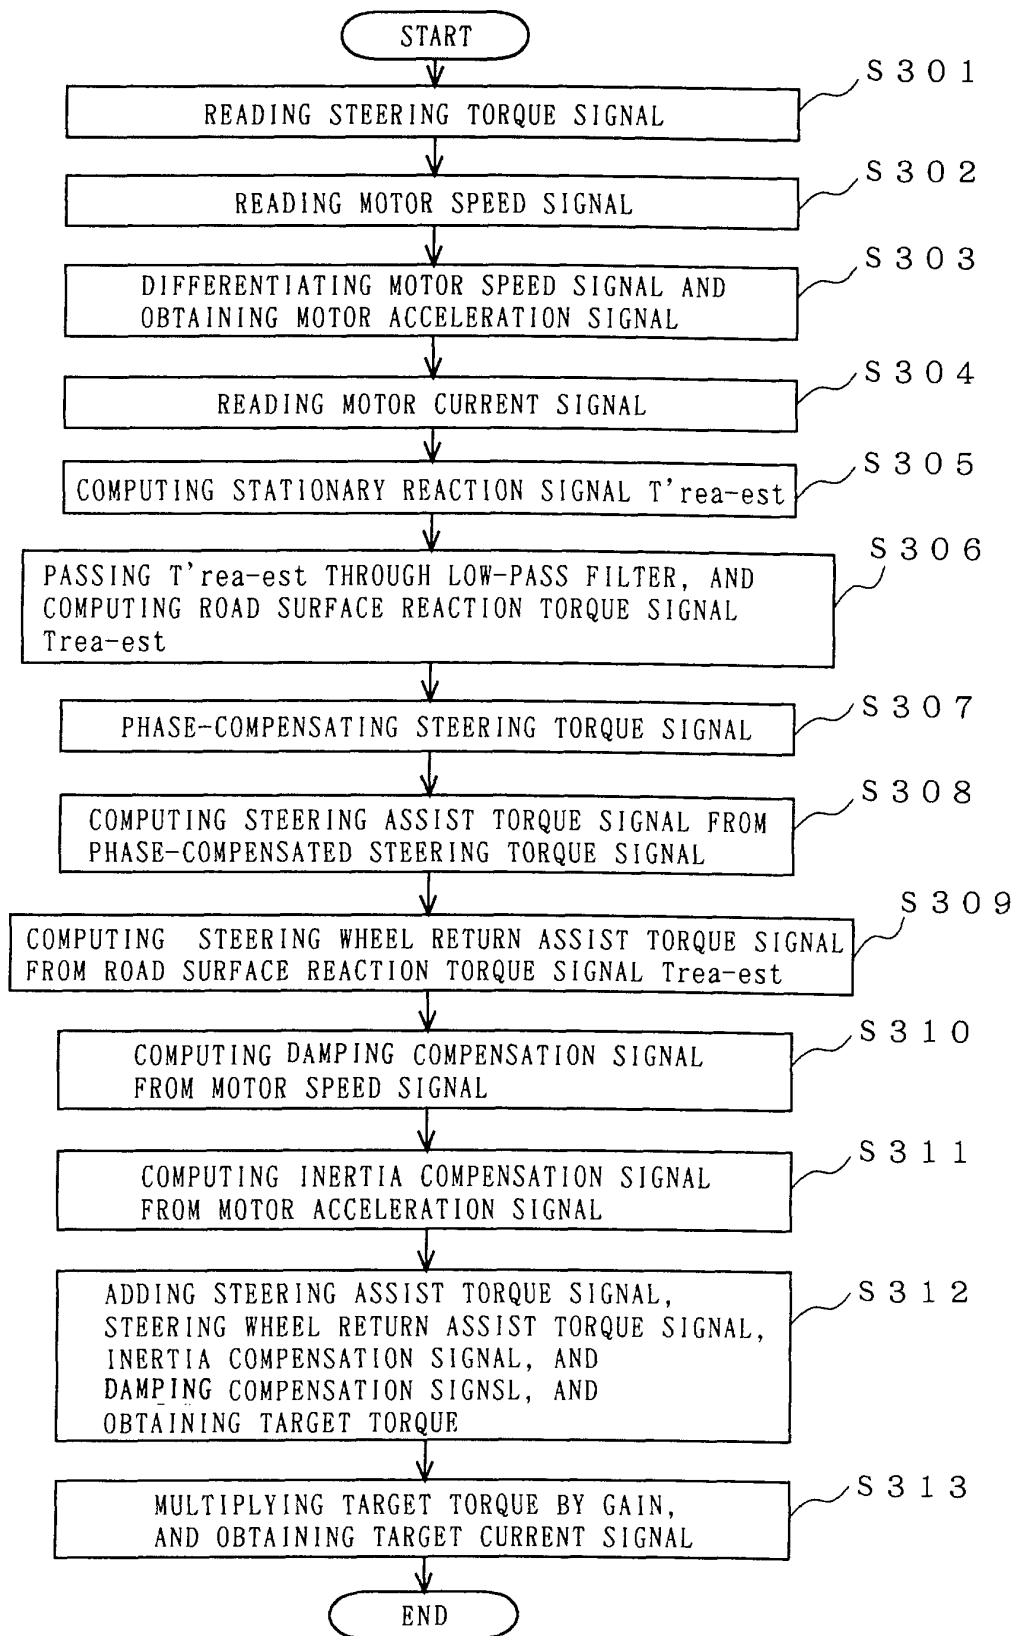 START
S301
READING STEERING TORQUE SIGNAL
S302
READING MOTOR SPEED SIGNAL
S303
DIFFERENTIATING MOTOR SPEED SIGNAL AND
OBTAINING MOTOR ACCELERATION SIGNAL
S304
READING MOTOR CURRENT SIGNAL
S305
COMPUTING STATIONARY REACTION SIGNAL T'rea-est
S306
PASSING T'rea-est THROUGH LOW-PASS FILTER, AND
COMPUTING ROAD SURFACE REACTION TORQUE SIGNAL
Trea-est
S307
PHASE-COMPENSATING STEERING TORQUE SIGNAL
S308
COMPUTING STEERING ASSIST TORQUE SIGNAL FROM
PHASE-COMPENSATED STEERING TORQUE SIGNAL
S309
COMPUTING STEERING WHEEL RETURN ASSIST TORQUE SIGNAL
FROM ROAD SURFACE REACTION TORQUE SIGNAL Trea-est
S310
COMPUTING DAMPING COMPENSATION SIGNAL
FROM MOTOR SPEED SIGNAL
S311
COMPUTING INERTIA COMPENSATION SIGNAL
FROM MOTOR ACCELERATION SIGNAL
S312
ADDING STEERING ASSIST TORQUE SIGNAL,
STEERING WHEEL RETURN ASSIST TORQUE SIGNAL,
INERTIA COMPENSATION SIGNAL, AND
DAMPING COMPENSATION SIGNSL, AND
OBTAINING TARGET TORQUE
S313
MULTIPLYING TARGET TORQUE BY GAIN,
AND OBTAINING TARGET CURRENT SIGNAL
END